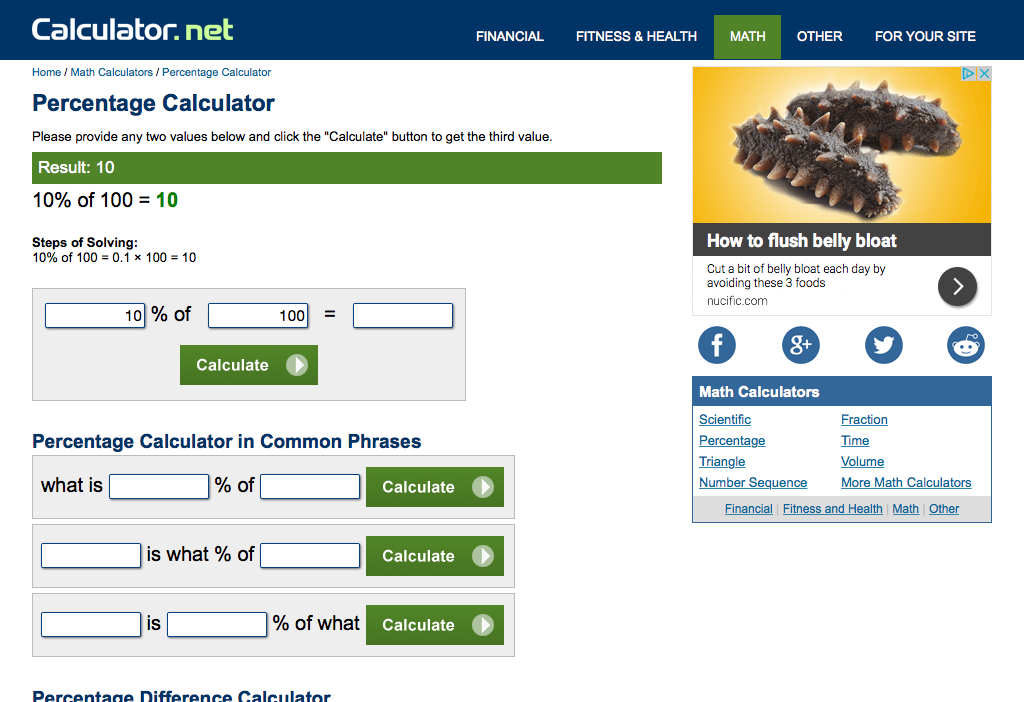 Calculator.net
FINANCIAL FITNESS & HEALTH MATH OTHER FOR YOUR SITE
Home / Math Calculators / Percentage Calculator
Percentage Calculator
Please provide any two values below and click the "Calculate" button to get the third value.
Result: 10
10% of 100 = 10
Steps of Solving:
10% of 100 = 0.1 × 100 = 10
10 % of 100 =
Calculate
Percentage Calculator in Common Phrases
what is % of Calculate
is what % of Calculate
is % of what Calculate
Percentage Difference Calculator
How to flush belly bloat
Cut a bit of belly bloat each day by
avoiding these 3 foods
nucific.com
f g+
Math Calculators
Scientific Fraction
Percentage Time
Triangle Volume
Number Sequence More Math Calculators
Financial | Fitness and Health | Math | Other